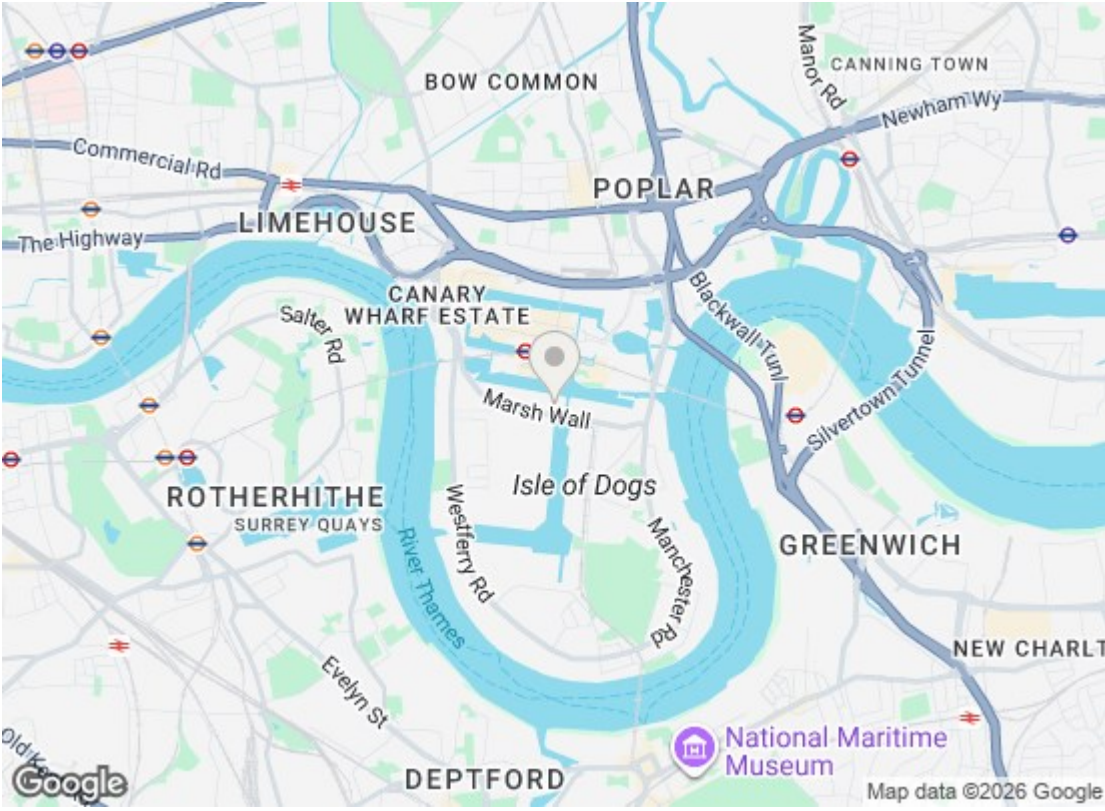 Manor Rd
BOW COMMON
CANNING TOWN
Newham Wy
Commercial Rd
POPLAR
LIMEHOUSE
The Highway
CANARY
WHARF ESTATE
Blackwall Tunl
Salter Rd
Silvertown Tunnel
Marsh Wall
Isle of Dogs
ROTHERHITHE
SURREY QUAYS
Westferry Rd
River Thames
Manchester Rd
GREENWICH
NEW CHARLT
Evelyn St
National Maritime
Museum
Old Ke
DEPTFORD
Google
Map data ©2026 Google